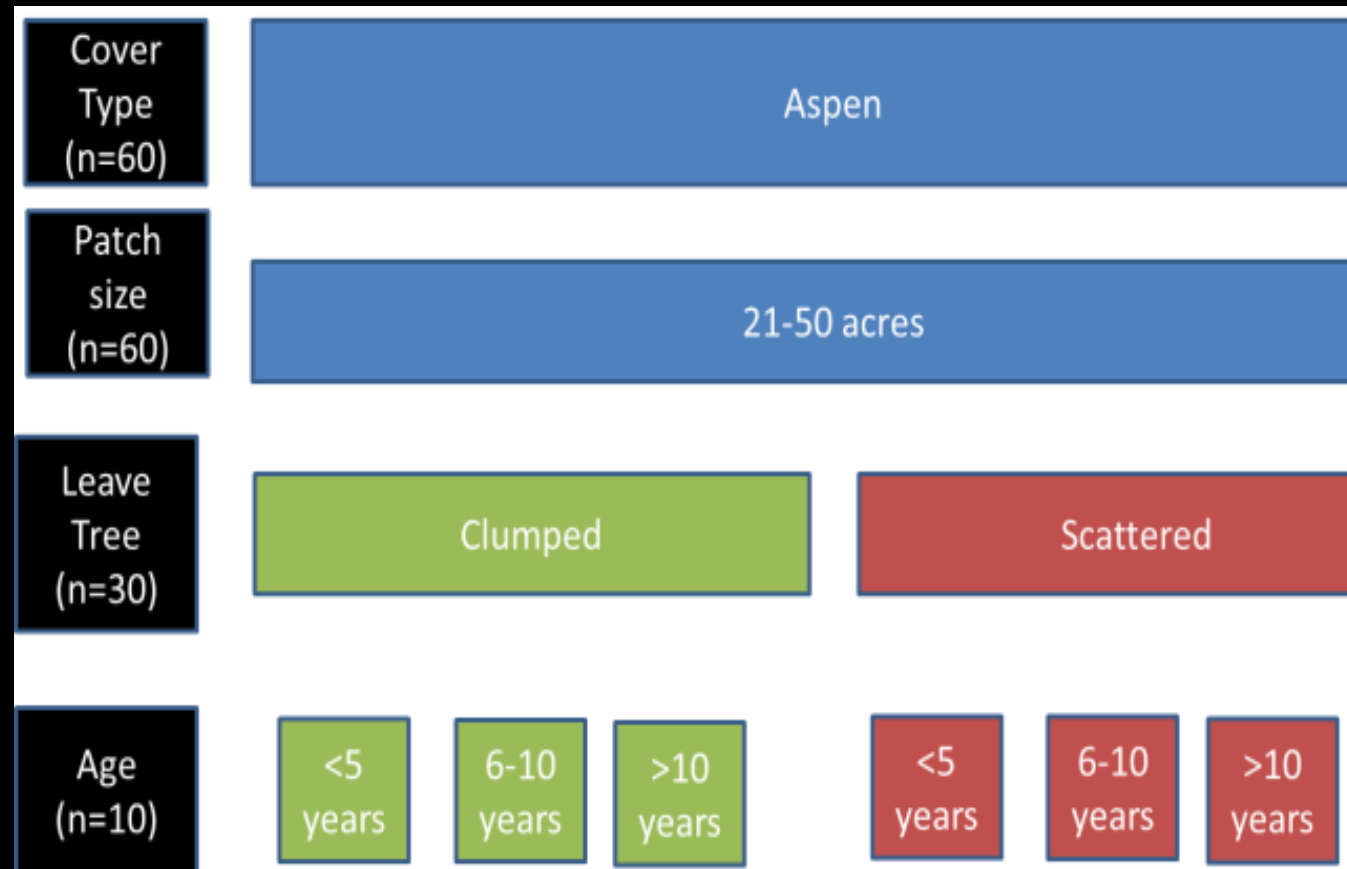 Cover
Type
(n=60)
Aspen
Patch
size
(n=60)
21-50 acres
Leave
Tree
(n=30)
Clumped
Scattered
Age
(n=10)
<5
years
6-10
years
>10
years
<5
years
6-10
years
>10
years